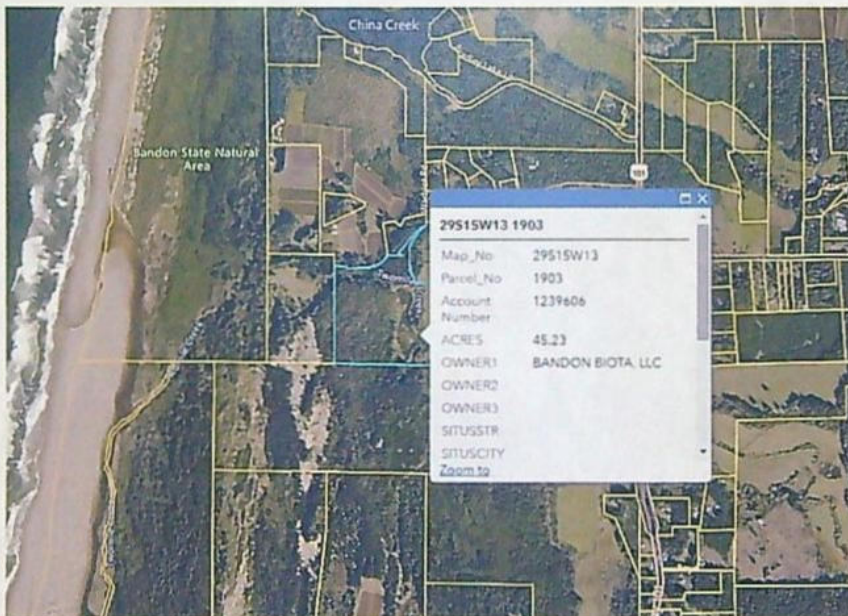 China Creek
Bandon State Natural
Area
101
29S15W13 1903
Map_No 29S15W13
Parcel_No 1903
Account
Number 1239606
ACRES 45.23
OWNER1 BANDON BIOTA, LLC
OWNER2
OWNER3
SITUSSTR
SITUSCITY
Zoom to